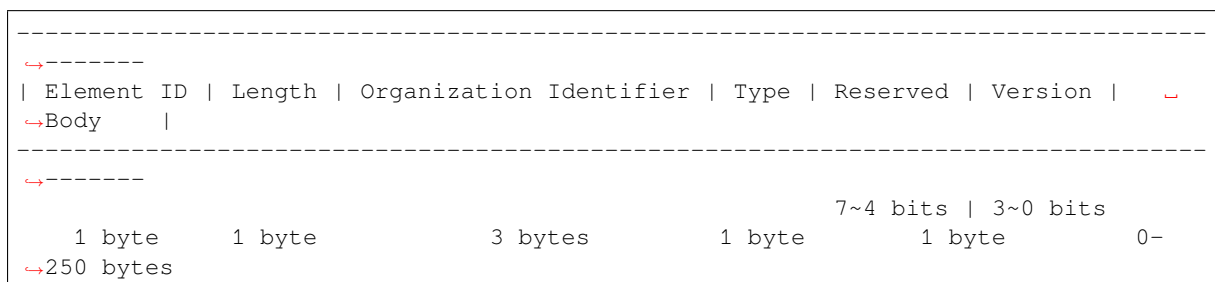 -----------------------------------------------------------------------------------
↪-------
| Element ID | Length | Organization Identifier | Type | Reserved | Version |   ␣
↪Body    |
-----------------------------------------------------------------------------------
↪-------
                                                         7~4 bits | 3~0 bits
   1 byte     1 byte            3 bytes         1 byte        1 byte         0-
↪250 bytes